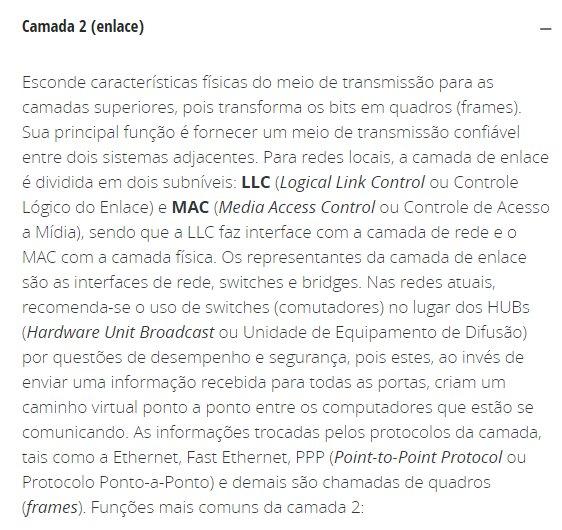 Camada 2 (enlace)
Esconde características físicas do meio de transmissão para as
camadas superiores, pois transforma os bits em quadros (frames).
Sua principal função é fornecer um meio de transmissão confiável
entre dois sistemas adjacentes. Para redes locais, a camada de enlace
é dividida em dois subníveis: LLC (Logical Link Control ou Controle
Lógico do Enlace) e MAC (Media Access Control ou Controle de Acesso
a Mídia), sendo que a LLC faz interface com a camada de rede e o
MAC com a camada física. Os representantes da camada de enlace
são as interfaces de rede, switches e bridges. Nas redes atuais,
recomenda-se o uso de switches (comutadores) no lugar dos HUBs
(Hardware Unit Broadcast ou Unidade de Equipamento de Difusão)
por questões de desempenho e segurança, pois estes, ao invés de
enviar uma informação recebida para todas as portas, criam um
caminho virtual ponto a ponto entre os computadores que estão se
comunicando. As informações trocadas pelos protocolos da camada,
tais como a Ethernet, Fast Ethernet, PPP (Point-to-Point Protocol ou
Protocolo Ponto-a-Ponto) e demais são chamadas de quadros
(frames). Funções mais comuns da camada 2: